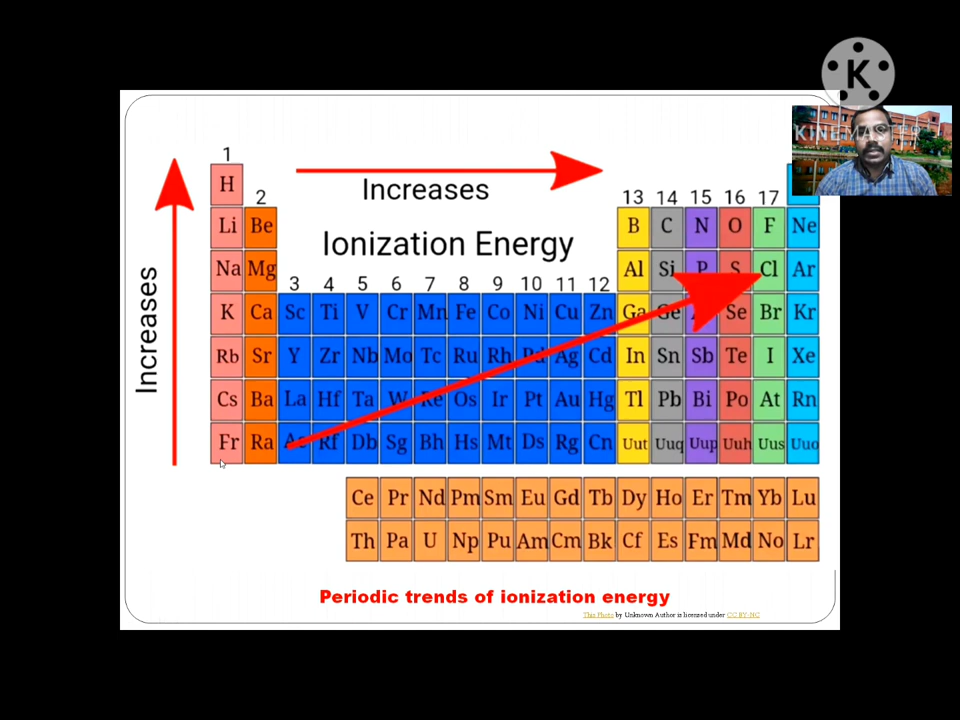 K
KINEMASTER
1
H
Increases
2
13 14 15 16 17
Li Be B C N O F Ne
Ionization Energy
Na Mg Al Si P S Cl Ar
3 4 5 6 7 8 9 10 11 12
K Ca Sc Ti V Cr Mn Fe Co Ni Cu Zn Ga Ge Se Br Kr
Increases
Rb Sr Y Zr Nb Mo Tc Ru Rh Pd Ag Cd In Sn Sb Te I Xe
Cs Ba La Hf Ta W Re Os Ir Pt Au Hg Tl Pb Bi Po At Rn
Fr Ra Ac Rf Db Sg Bh Hs Mt Ds Rg Cn Uut Uuq Uup Uuh Uus Uuo
Ce Pr Nd Pm Sm Eu Gd Tb Dy Ho Er Tm Yb Lu
Th Pa U Np Pu Am Cm Bk Cf Es Fm Md No Lr
Periodic trends of ionization energy
This Photo by Unknown Author is licensed under CC BY-NC